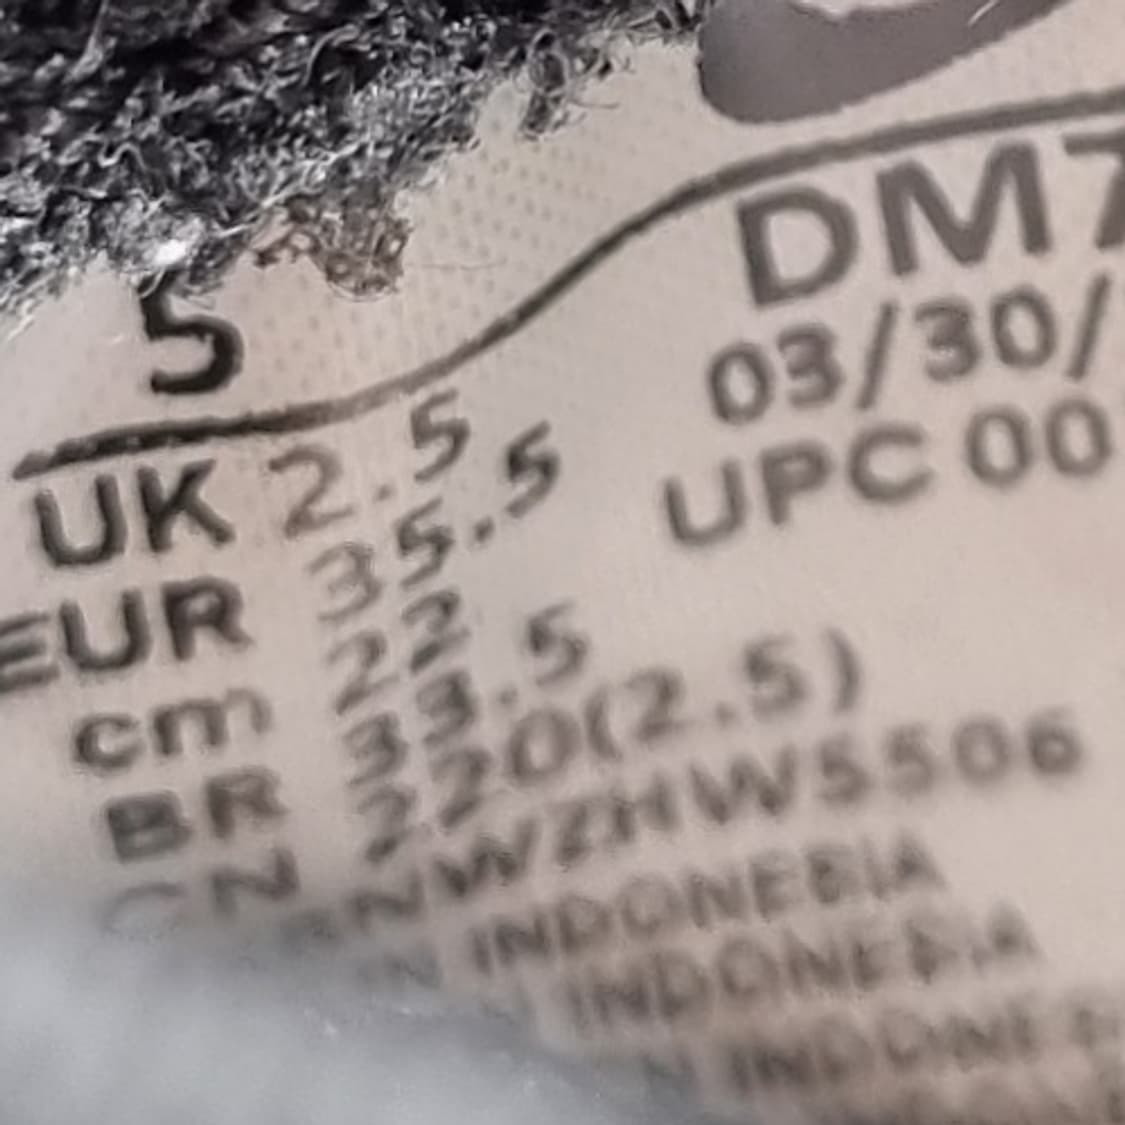 5
UK 2.5
EUR 35.5
cm 22
BR 33.5
CN 220(2.5)
DM7
03/30/
UPC 00
INDONESIA
INDONESIA